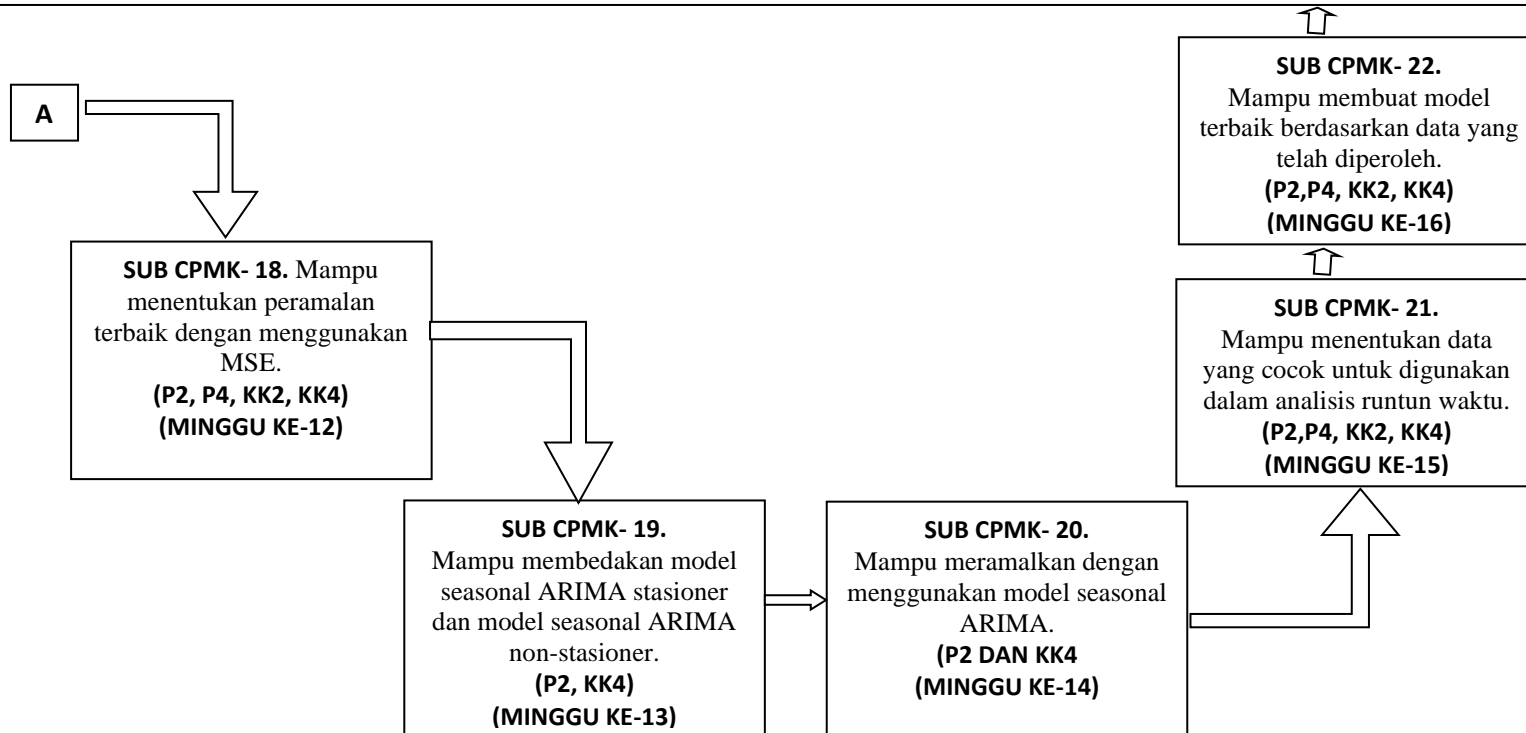 A
SUB CPMK- 18. Mampu
menentukan peramalan
terbaik dengan menggunakan
MSE.
(P2, P4, KK2, KK4)
(MINGGU KE-12)
SUB CPMK- 19.
Mampu membedakan model
seasonal ARIMA stasioner
dan model seasonal ARIMA
non-stasioner.
(P2, KK4)
(MINGGU KE-13)
SUB CPMK- 20.
Mampu meramalkan dengan
menggunakan model seasonal
ARIMA.
(P2 DAN KK4
(MINGGU KE-14)
SUB CPMK- 21.
Mampu menentukan data
yang cocok untuk digunakan
dalam analisis runtun waktu.
(P2,P4, KK2, KK4)
(MINGGU KE-15)
SUB CPMK- 22.
Mampu membuat model
terbaik berdasarkan data yang
telah diperoleh.
(P2,P4, KK2, KK4)
(MINGGU KE-16)